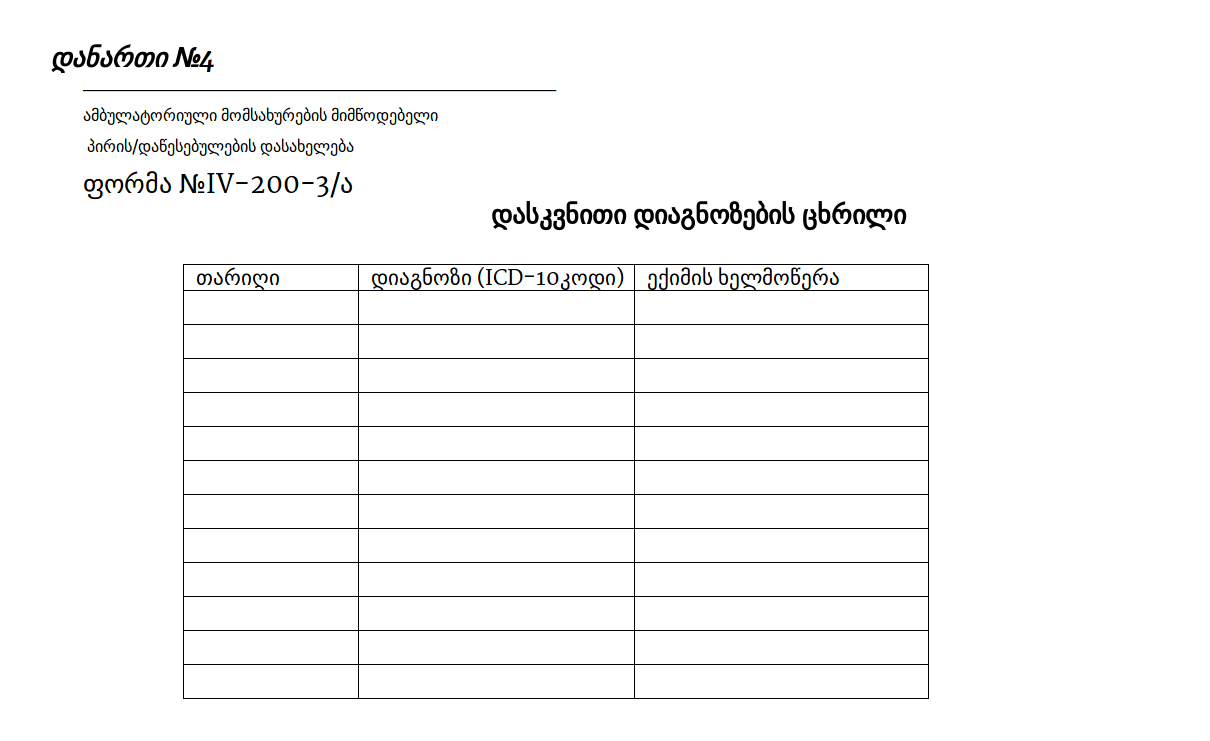 დანართი №4
ამბულატორიული მომსახურების მიმწოდებელი
პირის/დაწესებულების დასახელება
ფორმა №IV-200-3/ა
დასკვნითი დიაგნოზების ცხრილი
თარიღი დიაგნოზი (ICD-10კოდი) ექიმის ხელმოწერა